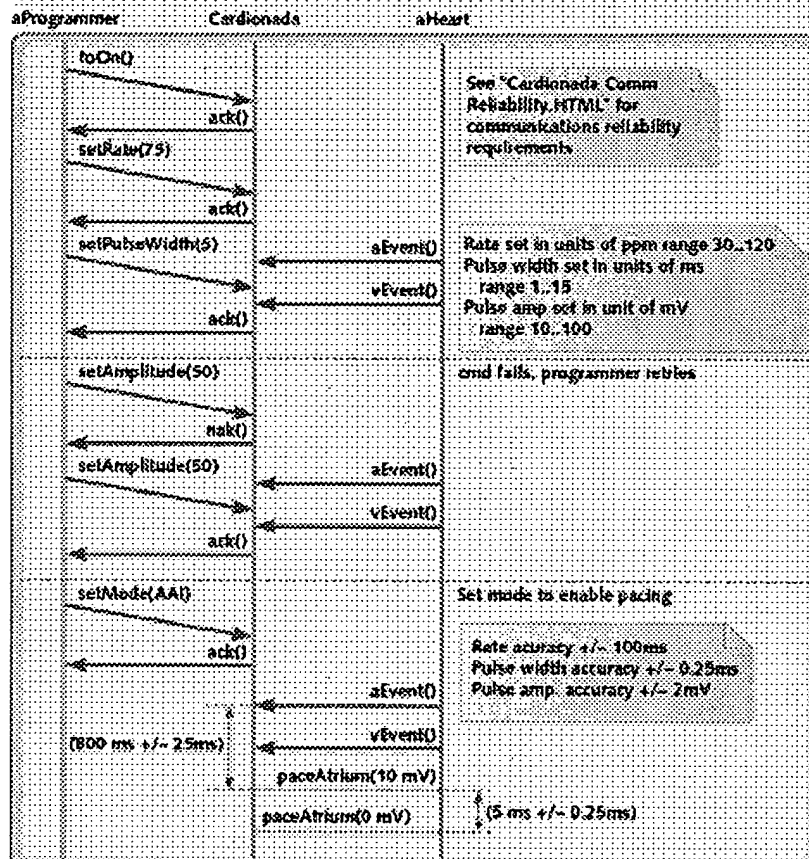 aProgrammer Cardionada aHeart
toOn()
See "Cardionada Comm
Reliability.HTML" for
communications reliability
requirements
ack()
setRate(75)
ack()
setPulseWidth(5)
aEvent()
Rate set in units of ppm range 30..120
Pulse width set in units of ms
range 1..15
vEvent()
Pulse amp set in unit of mV
range 10..100
ack()
setAmplitude(50)
cmd fails, programmer retries
nak()
setAmplitude(50)
aEvent()
vEvent()
ack()
setMode(AAI)
Set mode to enable pacing
ack()
Rate acuracy +/- 100ms
Pulse width accuracy +/- 0.25ms
Pulse amp. accuracy +/- 2mV
aEvent()
vEvent()
(800 ms +/- 25ms)
paceAtrium(10 mV)
paceAtrium(0 mV)
(5 ms +/- 0.25ms)